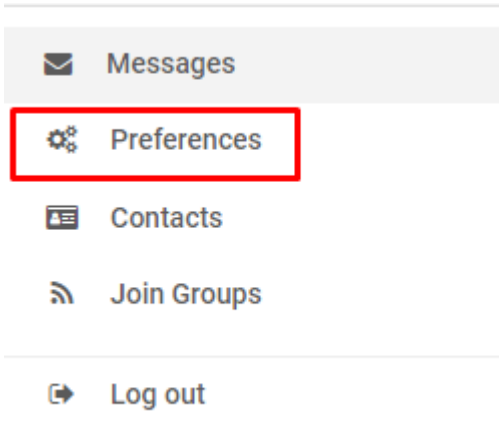 Messages
Preferences
Contacts
Join Groups
Log out